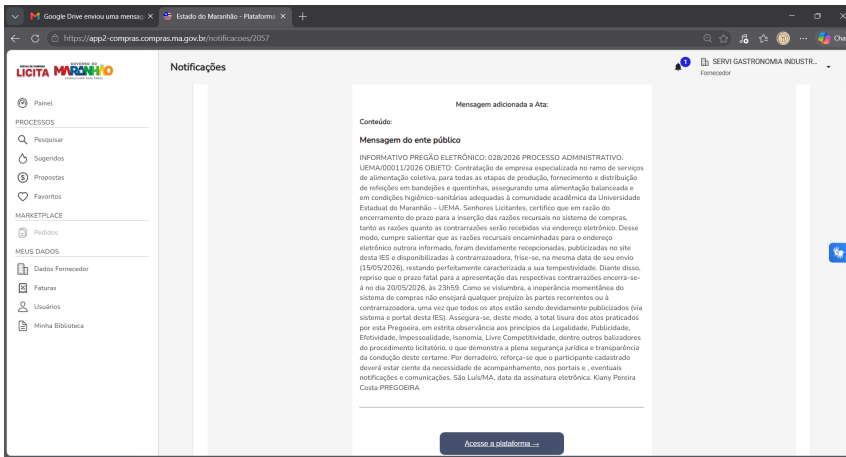 Google Drive enviou uma mensag
Estado do Maranhão - Plataforma
https://app2-compras.compras.ma.gov.br/notificacoes/2057
Cha
GOVERNO DO
LICITA MARANHÃO
Notificações
1
SERVI GASTRONOMIA INDUSTR...
Fornecedor
Painel
PROCESSOS
Pesquisar
Sugeridos
Propostas
Favoritos
MARKETPLACE
Pedidos
MEUS DADOS
Dados Fornecedor
Faturas
Usuários
Minha Biblioteca
Mensagem adicionada a Ata:
Conteúdo:
Mensagem do ente público
INFORMATIVO PREGÃO ELETRÔNICO: 028/2026 PROCESSO ADMINISTRATIVO:
UEMA/00011/2026 OBJETO: Contratação de empresa especializada no ramo de serviços
de alimentação coletiva, para todas as etapas de produção, fornecimento e distribuição
de refeições em bandejões e quentinhas, assegurando uma alimentação balanceada e
em condições higiênico-sanitárias adequadas à comunidade acadêmica da Universidade
Estadual do Maranhão – UEMA. Senhores Licitantes, certifico que em razão do
encerramento do prazo para a inserção das razões recursais no sistema de compras,
tanto as razões quanto as contrarrazões serão recebidas via endereço eletrônico. Desse
modo, cumpre salientar que as razões recursais encaminhadas para o endereço
eletrônico outrora informado, foram devidamente recepcionadas, publicizadas no site
desta IES e disponibilizadas à contrarrazoadora, frise-se, na mesma data de seu envio
(15/05/2026), restando perfeitamente caracterizada a sua tempestividade. Diante disso,
repriso que o prazo fatal para a apresentação das respectivas contrarrazões encerra-se-
á no dia 20/05/2026, às 23h59. Como se vislumbra, a inoperância momentânea do
sistema de compras não ensejará qualquer prejuízo às partes recorrentes ou à
contrarrazoadora, uma vez que todos os atos estão sendo devidamente publicizados (via
sistema e portal desta IES). Assegura-se, deste modo, a total lisura dos atos praticados
por esta Pregoeira, em estrita observância aos princípios da Legalidade, Publicidade,
Efetividade, Impessoalidade, Isonomia, Livre Competitividade, dentre outros balizadores
do procedimento licitatório, o que demonstra a plena segurança jurídica e transparência
da condução deste certame. Por derradeiro, reforça-se que o participante cadastrado
deverá estar ciente da necessidade de acompanhamento, nos portais e , eventuais
notificações e comunicações. São Luís/MA, data da assinatura eletrônica, Kiany Pereira
Costa PREGOEIRA
Acesse a plataforma →